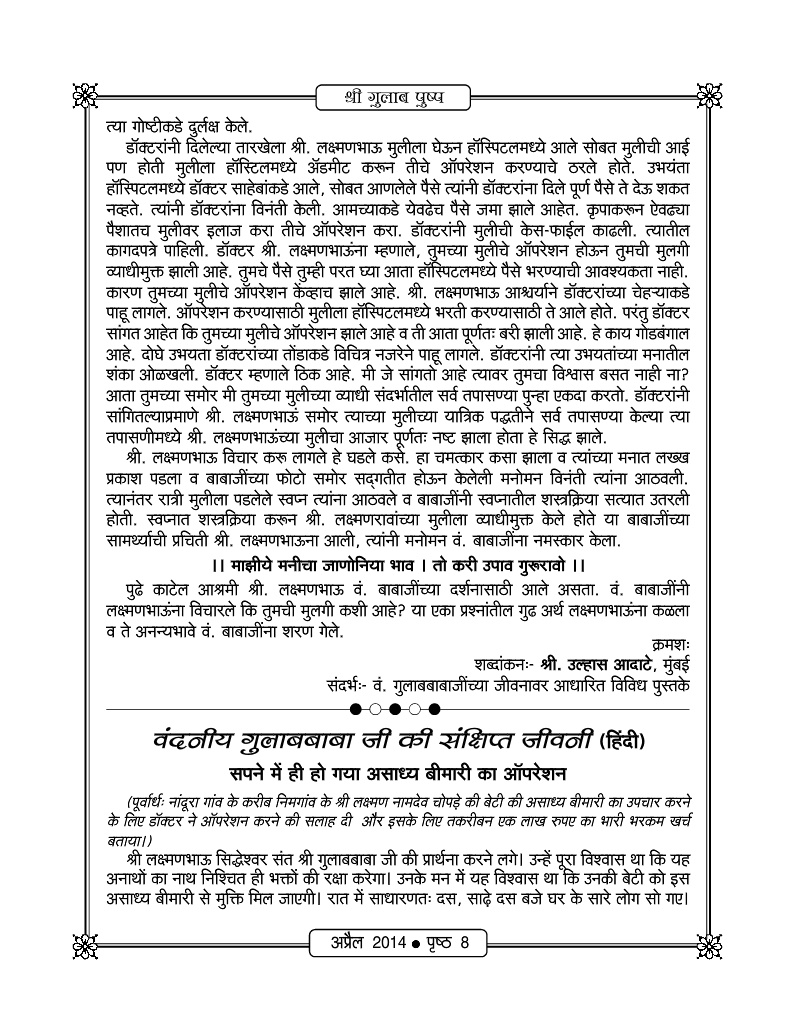 श्री गुलाब पुष्प
त्या गोष्टीकडे दुर्लक्ष केले.
डॉक्टरांनी दिलेल्या तारखेला श्री. लक्ष्मणभाऊ मुलीला घेऊन हॉस्पिटलमध्ये आले सोबत मुलीची आई
पण होती मुलीला हॉस्टिलमध्ये ॲडमीट करून तीचे ऑपरेशन करण्याचे ठरले होते. उभयंता
हॉस्पिटलमध्ये डॉक्टर साहेबांकडे आले, सोबत आणलेले पैसे त्यांनी डॉक्टरांना दिले पूर्ण पैसे ते देऊ शकत
नव्हते. त्यांनी डॉक्टरांना विनंती केली. आमच्याकडे येवढेच पैसे जमा झाले आहेत. कृपाकरून ऐवढ्या
पैशातच मुलीवर इलाज करा तीचे ऑपरेशन करा. डॉक्टरांनी मुलीची केस-फाईल काढली. त्यातील
कागदपत्रे पाहिली. डॉक्टर श्री. लक्ष्मणभाऊंना म्हणाले, तुमच्या मुलीचे ऑपरेशन होऊन तुमची मुलगी
व्याधीमुक्त झाली आहे. तुमचे पैसे तुम्ही परत घ्या आता हॉस्पिटलमध्ये पैसे भरण्याची आवश्यकता नाही.
कारण तुमच्या मुलीचे ऑपरेशन केंव्हाच झाले आहे. श्री. लक्ष्मणभाऊ आश्चर्याने डॉक्टरांच्या चेहऱ्याकडे
पाहू लागले. ऑपरेशन करण्यासाठी मुलीला हॉस्पिटलमध्ये भरती करण्यासाठी ते आले होते. परंतु डॉक्टर
सांगत आहेत कि तुमच्या मुलीचे ऑपरेशन झाले आहे व ती आता पूर्णतः बरी झाली आहे. हे काय गोडबंगाल
आहे. दोघे उभयता डॉक्टरांच्या तोंडाकडे विचित्र नजरेने पाहू लागले. डॉक्टरांनी त्या उभयतांच्या मनातील
शंका ओळखली. डॉक्टर म्हणाले ठिक आहे. मी जे सांगतो आहे त्यावर तुमचा विश्वास बसत नाही ना?
आता तुमच्या समोर मी तुमच्या मुलीच्या व्याधी संदर्भातील सर्व तपासण्या पुन्हा एकदा करतो. डॉक्टरांनी
सांगितल्याप्रमाणे श्री. लक्ष्मणभाऊं समोर त्याच्या मुलीच्या यात्रिक पद्धतीने सर्व तपासण्या केल्या त्या
तपासणीमध्ये श्री. लक्ष्मणभाऊंच्या मुलीचा आजार पूर्णतः नष्ट झाला होता हे सिद्ध झाले.
श्री. लक्ष्मणभाऊ विचार करू लागले हे घडले कसे. हा चमत्कार कसा झाला व त्यांच्या मनात लख्ख
प्रकाश पडला व बाबाजींच्या फोटो समोर सद्‌गतीत होऊन केलेली मनोमन विनंती त्यांना आठवली.
त्यानंतर रात्री मुलीला पडलेले स्वप्न त्यांना आठवले व बाबाजींनी स्वप्नातील शस्त्रक्रिया सत्यात उतरली
होती. स्वप्नात शस्त्रक्रिया करून श्री. लक्ष्मणरावांच्या मुलीला व्याधीमुक्त केले होते या बाबाजींच्या
सामर्थ्याची प्रचिती श्री. लक्ष्मणभाऊना आली, त्यांनी मनोमन वं. बाबाजींना नमस्कार केला.
।। माझीये मनीचा जाणोनिया भाव । तो करी उपाव गुरूरावो ।।
पुढे काटेल आश्रमी श्री. लक्ष्मणभाऊ वं. बाबाजींच्या दर्शनासाठी आले असता. वं. बाबाजींनी
लक्ष्मणभाऊंना विचारले कि तुमची मुलगी कशी आहे? या एका प्रश्नांतील गुढ अर्थ लक्ष्मणभाऊंना कळला
व ते अनन्यभावे वं. बाबाजींना शरण गेले.
क्रमशः
शब्दांकनः- श्री. उल्हास आदाटे, मुंबई
संदर्भः- वं. गुलाबबाबाजींच्या जीवनावर आधारित विविध पुस्तके
वंदनीय गुलाबबाबा जी की संक्षिप्त जीवनी (हिंदी)
सपने में ही हो गया असाध्य बीमारी का ऑपरेशन
(पूर्वार्धः नांदूरा गांव के करीब निमगांव के श्री लक्ष्मण नामदेव चोपड़े की बेटी की असाध्य बीमारी का उपचार करने
के लिए डॉक्टर ने ऑपरेशन करने की सलाह दी और इसके लिए तकरीबन एक लाख रुपए का भारी भरकम खर्च
बताया।)
श्री लक्ष्मणभाऊ सिद्धेश्वर संत श्री गुलाबबाबा जी की प्रार्थना करने लगे। उन्हें पूरा विश्वास था कि यह
अनाथों का नाथ निश्चित ही भक्तों की रक्षा करेगा। उनके मन में यह विश्वास था कि उनकी बेटी को इस
असाध्य बीमारी से मुक्ति मिल जाएगी। रात में साधारणतः दस, साढ़े दस बजे घर के सारे लोग सो गए।
अप्रैल 2014 ● पृष्ठ 8